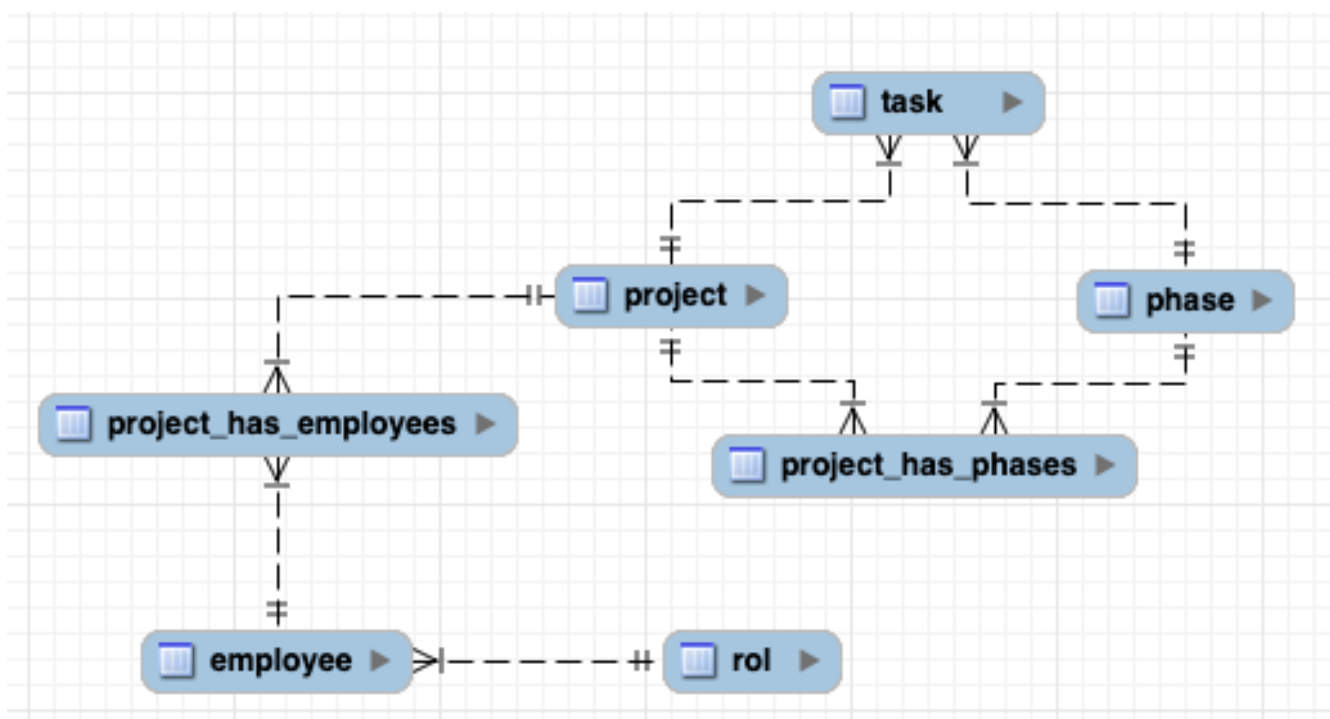 task
project
phase
project_has_employees
project_has_phases
employee
rol